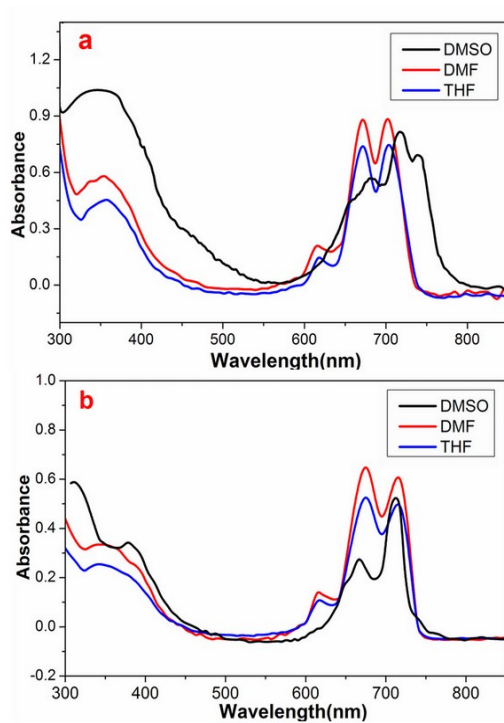 a
DMSO
DMF
THF
1.2
0.9
0.6
0.3
0.0
Absorbance
300 400 500 600 700 800
Wavelength(nm)
b
DMSO
DMF
THF
1.0
0.8
0.6
0.4
0.2
0.0
-0.2
Absorbance
300 400 500 600 700 800
Wavelength(nm)